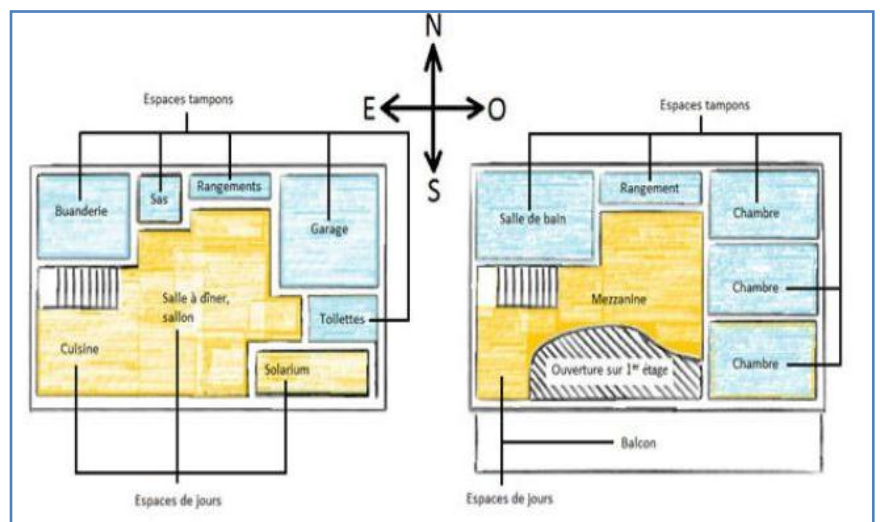 N
E
O
S
Espaces tampons
Buanderie
Sas
Rangements
Garage
Salle à dîner,
sallon
Toilettes
Cuisine
Solarium
Espaces de jours
Espaces tampons
Salle de bain
Rangement
Chambre
Mezzanine
Chambre
Ouverture sur 1er étage
Chambre
Balcon
Espaces de jours